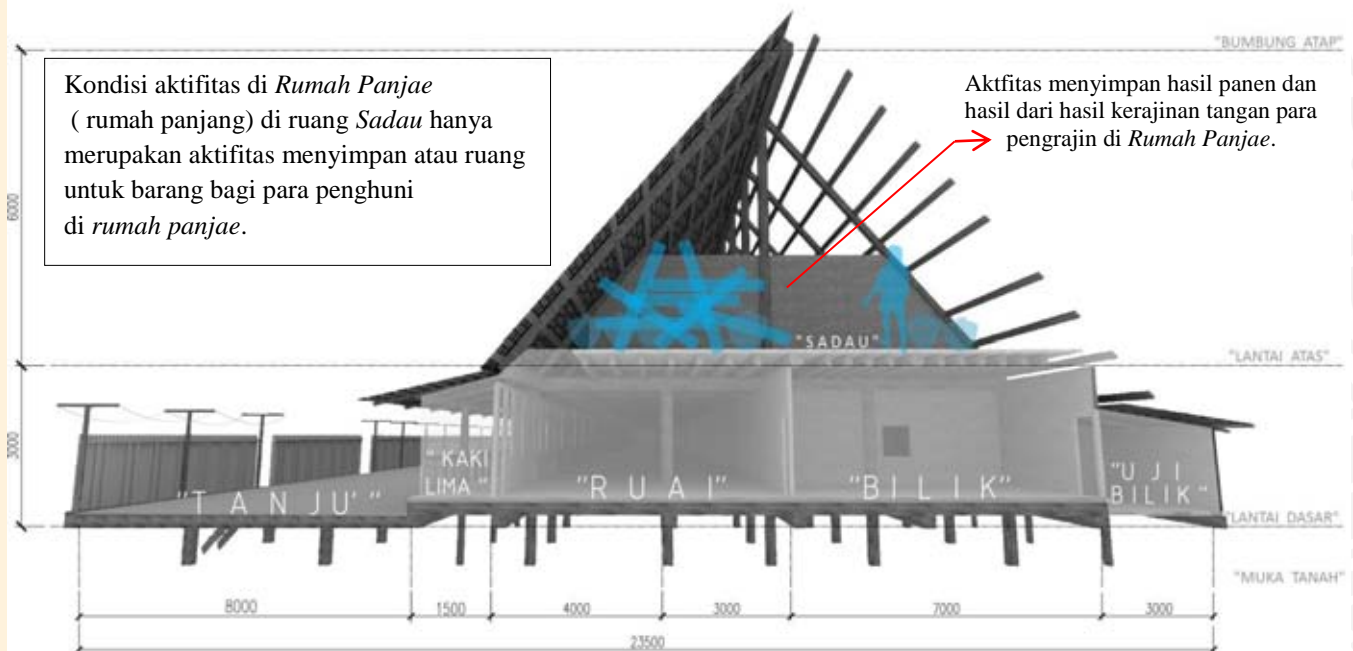 "BUMBUNG ATAP"
Kondisi aktifitas di Rumah Panjae
( rumah panjang) di ruang Sadau hanya
merupakan aktifitas menyimpan atau ruang
untuk barang bagi para penghuni
di rumah panjae.
Aktfitas menyimpan hasil panen dan
hasil dari hasil kerajinan tangan para
pengrajin di Rumah Panjae.
6000
"SADAU"
"LANTAI ATAS"
3000
"TANJU'"
"KAKI
LIMA"
"RUAI"
"BILIK"
"UJI
BILIK"
"LANTAI DASAR"
"MUKA TANAH"
8000
1500
4000
3000
7000
3000
23500